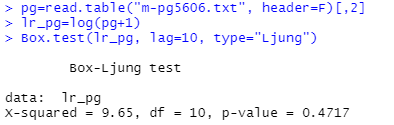 > pg=read.table("m-pg5606.txt", header=F)[,2]
> lr_pg=log(pg+1)
> Box.test(lr_pg, lag=10, type="Ljung")
Box-Ljung test
data:  lr_pg
X-squared = 9.65, df = 10, p-value = 0.4717